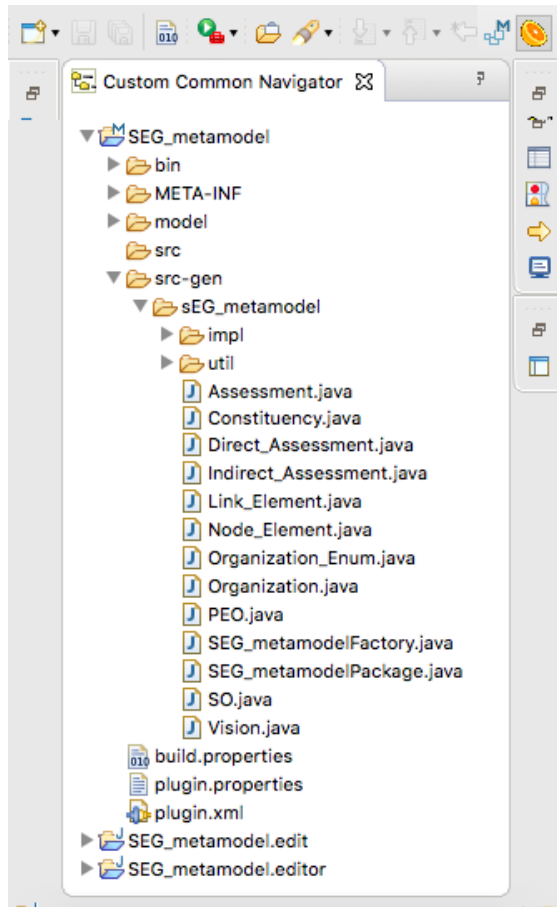 Custom Common Navigator
SEG_metamodel
bin
META-INF
model
src
src-gen
sEG_metamodel
impl
util
Assessment.java
Constituency.java
Direct_Assessment.java
Indirect_Assessment.java
Link_Element.java
Node_Element.java
Organization_Enum.java
Organization.java
PEO.java
SEG_metamodelFactory.java
SEG_metamodelPackage.java
SO.java
Vision.java
build.properties
plugin.properties
plugin.xml
SEG_metamodel.edit
SEG_metamodel.editor